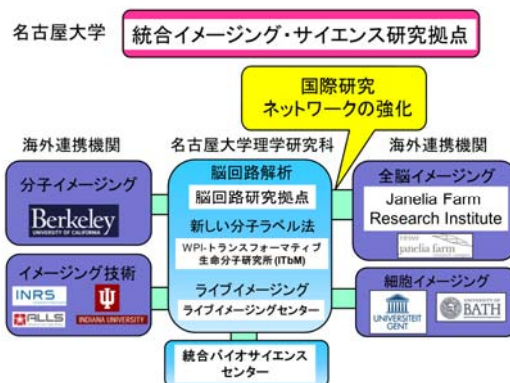 名古屋大学
統合イメージング・サイエンス研究拠点
国際研究
ネットワークの強化
海外連携機関
名古屋大学理学研究科
海外連携機関
分子イメージング
Berkeley
UNIVERSITY OF CALIFORNIA
イメージング技術
INRS
ALLS
INDIANA UNIVERSITY
脳回路解析
脳回路研究拠点
新しい分子ラベル法
WPI-トランスフォーマティブ
生命分子研究所(ITbM)
ライブイメージング
ライブイメージングセンター
統合バイオサイエンス
センター
全脳イメージング
Janelia Farm
Research Institute
janelia farm
細胞イメージング
UNIVERSITEIT
GENT
UNIVERSITY OF
BATH